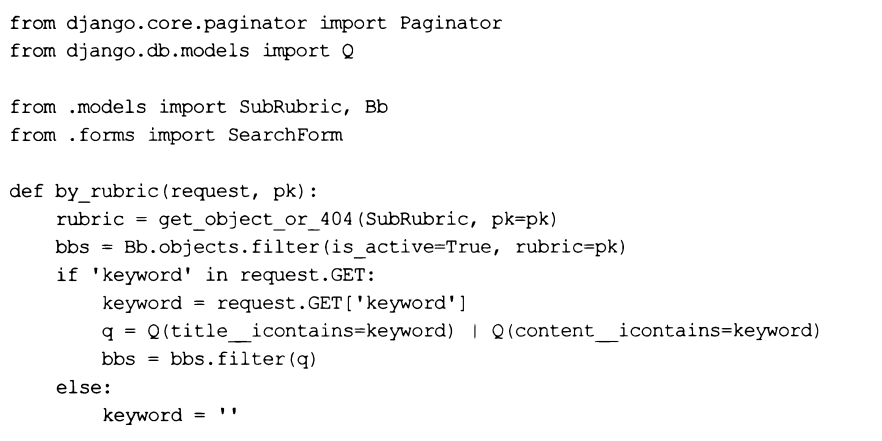 from django.core.paginator import Paginator
from django.db.models import Q
from .models import SubRubric, Bb
from .forms import SearchForm
def by_rubric(request, pk):
    rubric = get_object_or_404(SubRubric, pk=pk)
    bbs = Bb.objects.filter(is_active=True, rubric=pk)
    if 'keyword' in request.GET:
        keyword = request.GET['keyword']
        q = Q(title__icontains=keyword) | Q(content__icontains=keyword)
        bbs = bbs.filter(q)
    else:
        keyword = ''